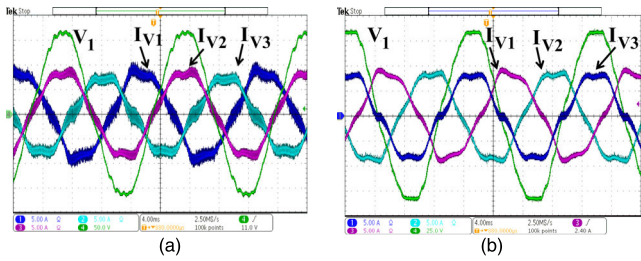 Tek Stop
V1 IV1 IV2 IV3
1 5.00 A Ω 2 5.00 A Ω 4.00ms 2.50MS/s 4
3 5.00 A Ω 4 50.0 V 100k points 11.0 V
(a)
Tek Stop
V1 IV1 IV2 IV3
1 5.00 A Ω 2 5.00 A Ω 4.00ms 2.50MS/s 3
3 5.00 A Ω 4 25.0 V 100k points 2.40 A
(b)